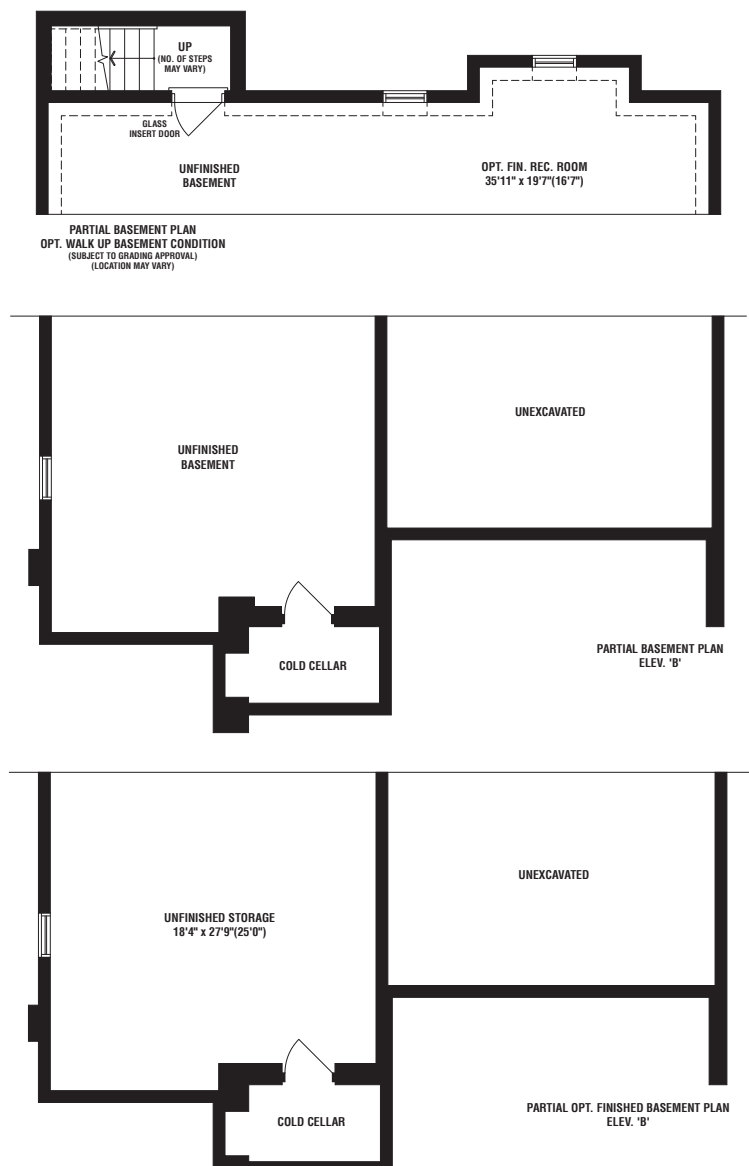 UP
(NO. OF STEPS
MAY VARY)
GLASS
INSERT DOOR
UNFINISHED
BASEMENT
OPT. FIN. REC. ROOM
35'11" x 19'7"(16'7")
PARTIAL BASEMENT PLAN
OPT. WALK UP BASEMENT CONDITION
(SUBJECT TO GRADING APPROVAL)
(LOCATION MAY VARY)
UNFINISHED
BASEMENT
UNEXCAVATED
COLD CELLAR
PARTIAL BASEMENT PLAN
ELEV. 'B'
UNFINISHED STORAGE
18'4" x 27'9"(25'0")
UNEXCAVATED
COLD CELLAR
PARTIAL OPT. FINISHED BASEMENT PLAN
ELEV. 'B'